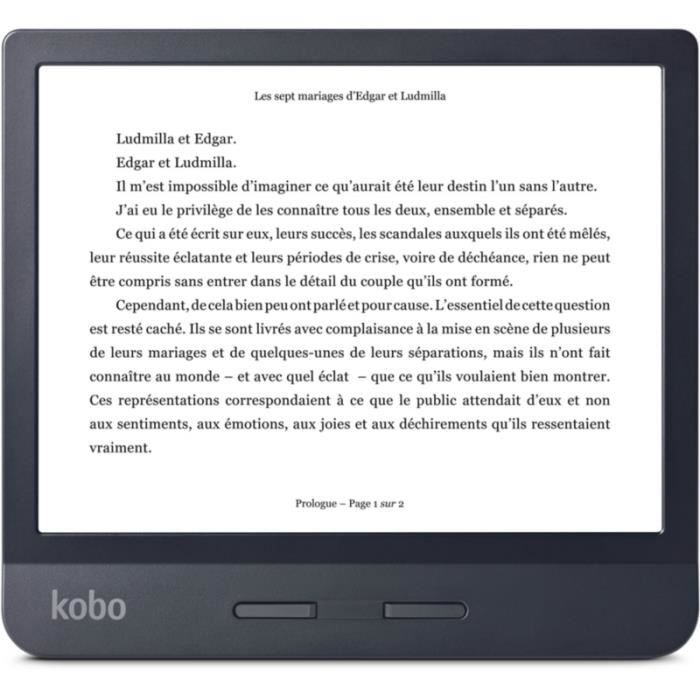 Les sept mariages d'Edgar et Ludmilla
Ludmilla et Edgar.
Edgar et Ludmilla.
Il m'est impossible d'imaginer ce qu'aurait été leur destin l'un sans l'autre.
J'ai eu le privilège de les connaître tous les deux, ensemble et séparés.
Ce qui a été écrit sur eux, leurs succès, les scandales auxquels ils ont été mêlés,
leur réussite éclatante et leurs périodes de crise, voire de déchéance, rien ne peut
être compris sans entrer dans le détail du couple qu'ils ont formé.
Cependant, de cela bien peu ont parlé et pour cause. L'essentiel de cette question
est resté caché. Ils se sont livrés avec complaisance à la mise en scène de plusieurs
de leurs mariages et de quelques-unes de leurs séparations, mais ils n'ont fait
connaître au monde – et avec quel éclat – que ce qu'ils voulaient bien montrer.
Ces représentations correspondaient à ce que le public attendait d'eux et non
aux sentiments, aux émotions, aux joies et aux déchirements qu'ils ressentaient
vraiment.
Prologue – Page 1 sur 2
kobo